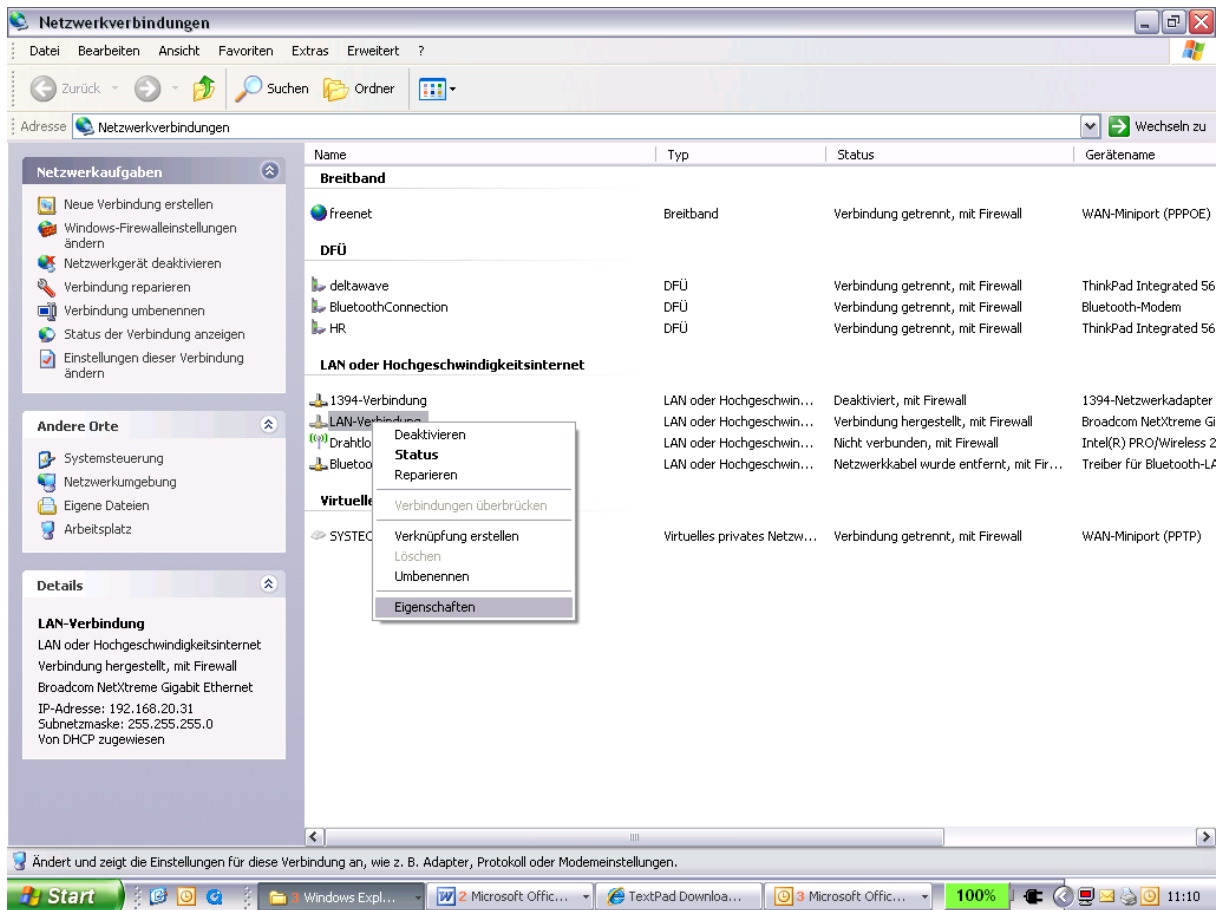 Netzwerkverbindungen
Datei Bearbeiten Ansicht Favoriten Extras Erweitert ?
Zurück Suchen Ordner
Adresse Netzwerkverbindungen Wechseln zu
Netzwerkaufgaben
Neue Verbindung erstellen
Windows-Firewalleinstellungen
ändern
Netzwerkgerät deaktivieren
Verbindung reparieren
Verbindung umbenennen
Status der Verbindung anzeigen
Einstellungen dieser Verbindung
ändern
Andere Orte
Systemsteuerung
Netzwerkumgebung
Eigene Dateien
Arbeitsplatz
Details
LAN-Verbindung
LAN oder Hochgeschwindigkeitsinternet
Verbindung hergestellt, mit Firewall
Broadcom NetXtreme Gigabit Ethernet
IP-Adresse: 192.168.20.31
Subnetzmaske: 255.255.255.0
Von DHCP zugewiesen
Name Typ Status Gerätename
Breitband
freenet Breitband Verbindung getrennt, mit Firewall WAN-Miniport (PPPOE)
DFÜ
deltawave DFÜ Verbindung getrennt, mit Firewall ThinkPad Integrated 56
BluetoothConnection DFÜ Verbindung getrennt, mit Firewall Bluetooth-Modem
HR DFÜ Verbindung getrennt, mit Firewall ThinkPad Integrated 56
LAN oder Hochgeschwindigkeitsinternet
1394-Verbindung LAN oder Hochgeschwin... Deaktiviert, mit Firewall 1394-Netzwerkadapter
LAN-Verbindung LAN oder Hochgeschwin... Verbindung hergestellt, mit Firewall Broadcom NetXtreme Gi
Drahtlo LAN oder Hochgeschwin... Nicht verbunden, mit Firewall Intel(R) PRO/Wireless 2
Bluetoo LAN oder Hochgeschwin... Netzwerkkabel wurde entfernt, mit Fir... Treiber für Bluetooth-LA
Virtuelle
SYSTEC Virtuelles privates Netzw... Verbindung getrennt, mit Firewall WAN-Miniport (PPTP)
Deaktivieren
Status
Reparieren
Verbindungen überbrücken
Verknüpfung erstellen
Löschen
Umbenennen
Eigenschaften
Ändert und zeigt die Einstellungen für diese Verbindung an, wie z. B. Adapter, Protokoll oder Modemeinstellungen.
Start 3 Windows Expl... 2 Microsoft Offic... TextPad Downloa... 3 Microsoft Offic... 100% 11:10